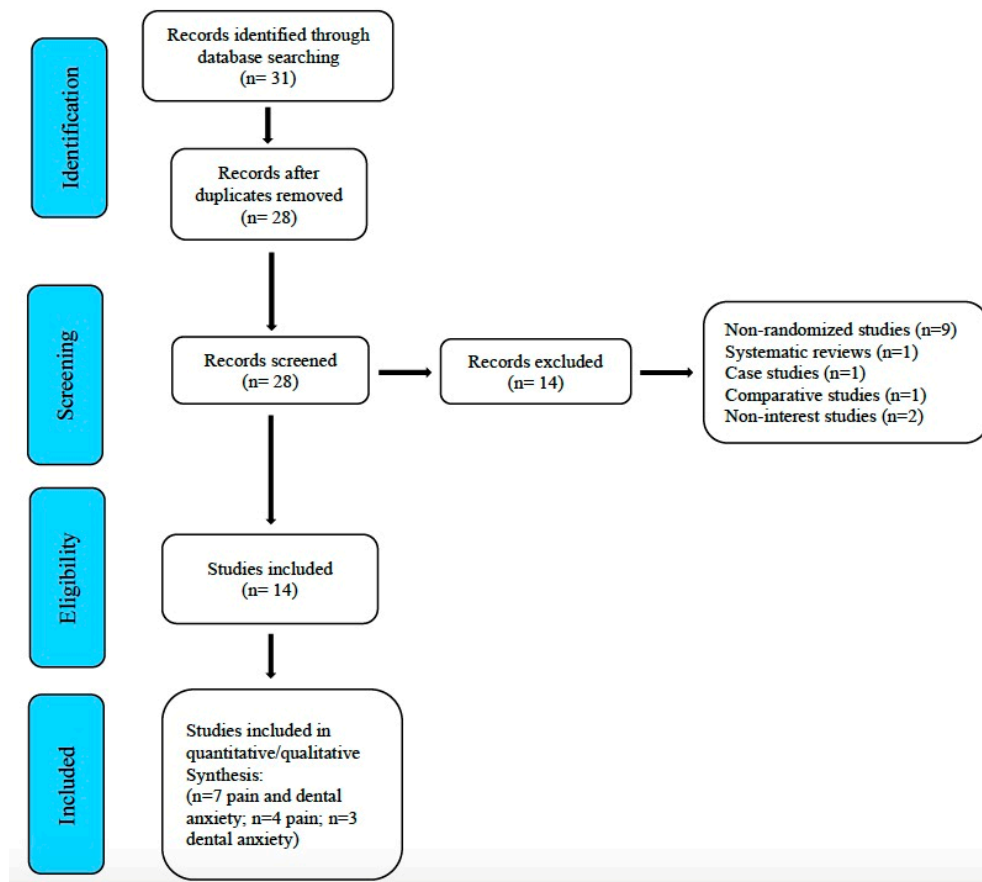 Identification
Records identified through
database searching
(n= 31)
Records after
duplicates removed
(n= 28)
Screening
Records screened
(n= 28)
Records excluded
(n= 14)
Non-randomized studies (n=9)
Systematic reviews (n=1)
Case studies (n=1)
Comparative studies (n=1)
Non-interest studies (n=2)
Eligibility
Studies included
(n= 14)
Included
Studies included in
quantitative/qualitative
Synthesis:
(n=7 pain and dental
anxiety; n=4 pain; n=3
dental anxiety)